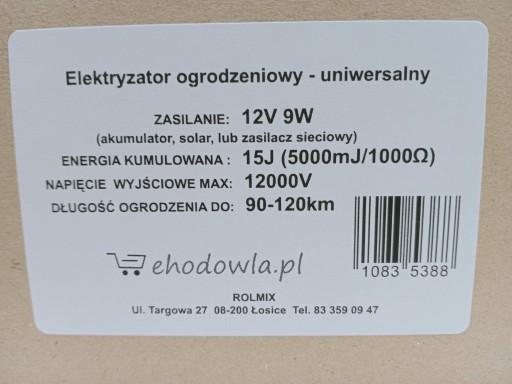 Elektryzator ogrodzeniowy - uniwersalny
ZASILANIE: 12V 9W
(akumulator, solar, lub zasilacz sieciowy)
ENERGIA KUMULOWANA : 15J (5000mJ/1000Ω)
NAPIĘCIE WYJŚCIOWE MAX: 12000V
DŁUGOŚĆ OGRODZENIA DO: 90-120km
ehodowla.pl
1083 5388
ROLMIX
Ul. Targowa 27 08-200 Łosice Tel. 83 359 09 47